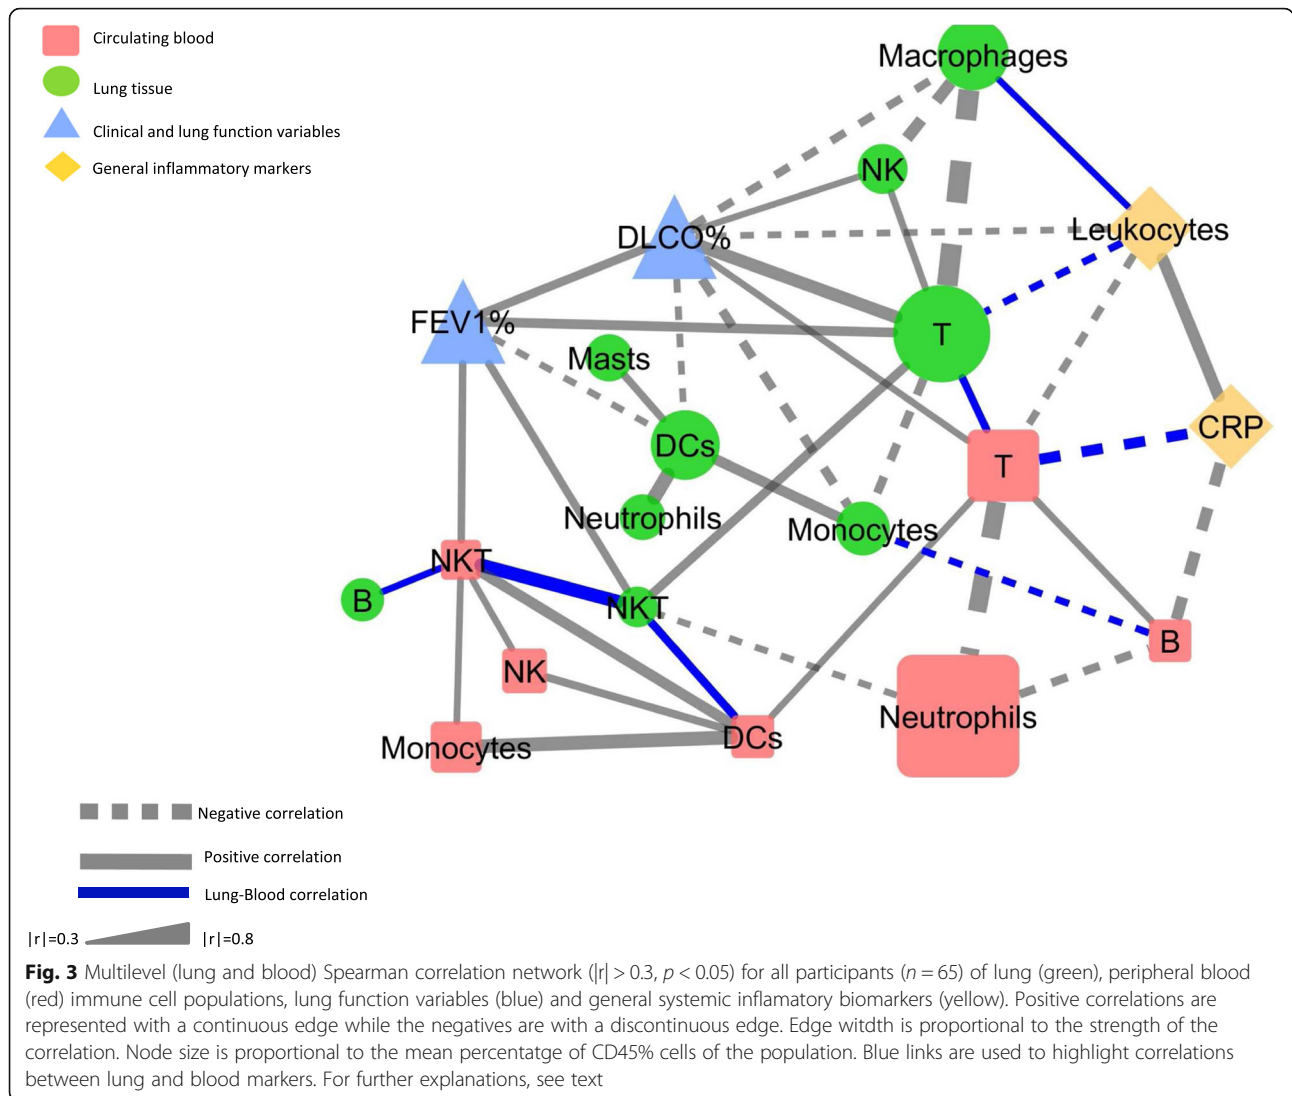 Circulating blood
Lung tissue
Clinical and lung function variables
General inflammatory markers
Macrophages
NK
DLCO%
Leukocytes
FEV1%
T
Masts
CRP
DCs
T
Neutrophils
Monocytes
NKT
B
NKT
B
NK
Neutrophils
Monocytes
DCs
Negative correlation
Positive correlation
Lung-Blood correlation
|r|=0.3 |r|=0.8
Fig. 3 Multilevel (lung and blood) Spearman correlation network (|r| > 0.3, p < 0.05) for all participants (n = 65) of lung (green), peripheral blood
(red) immune cell populations, lung function variables (blue) and general systemic inflamatory biomarkers (yellow). Positive correlations are
represented with a continuous edge while the negatives are with a discontinuous edge. Edge witdth is proportional to the strength of the
correlation. Node size is proportional to the mean percentatge of CD45% cells of the population. Blue links are used to highlight correlations
between lung and blood markers. For further explanations, see text